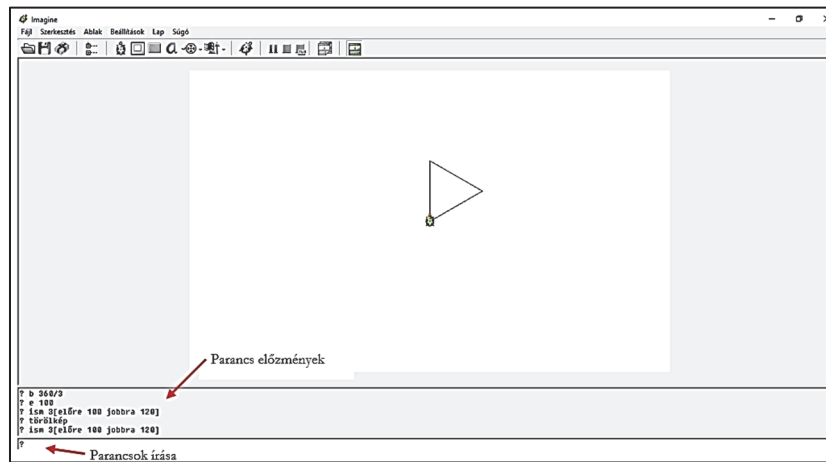 Imagine
Fájl Szerkesztés Ablak Beállítások Lap Súgó
Parancs előzmények
? b 360/3
? e 100
? ism 3[előre 100 jobbra 120]
? törölkép
? ism 3[előre 100 jobbra 120]
?
Parancsok írása